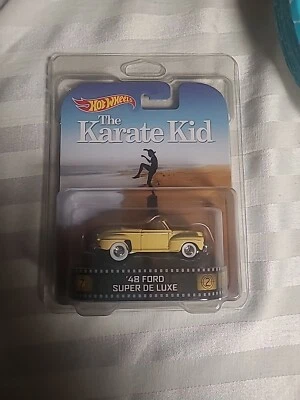 Hot Wheels
The
Karate Kid
'48 FORD
SUPER DE LUXE